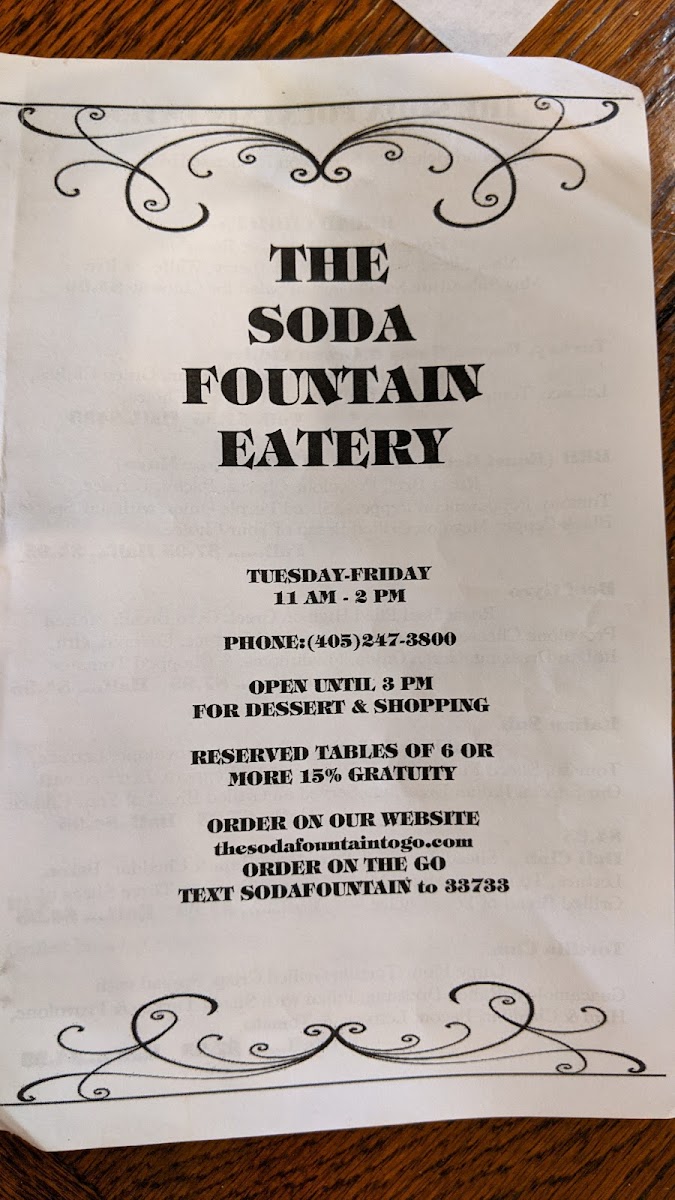 THE
SODA
FOUNTAIN
EATERY
TUESDAY-FRIDAY
11 AM - 2 PM
PHONE:(405)247-3800
OPEN UNTIL 3 PM
FOR DESSERT & SHOPPING
RESERVED TABLES OF 6 OR
MORE 15% GRATUITY
ORDER ON OUR WEBSITE
thesodafountaintogo.com
ORDER ON THE GO
TEXT SODAFOUNTAIN to 33733